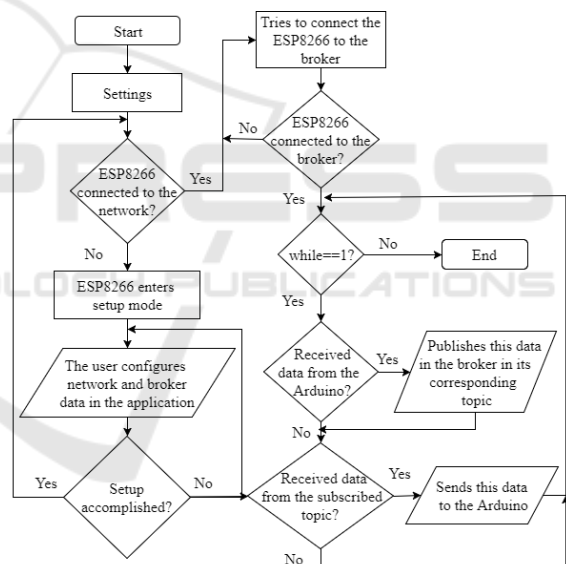 Start
Settings
ESP8266
connected to the
network?
Yes
No
ESP8266 enters
setup mode
The user configures
network and broker
data in the application
Setup
accomplished?
Yes
No
Tries to connect the
ESP8266 to the
broker
ESP8266
connected to the
broker?
No
Yes
while==1?
No
End
Yes
Received
data from the
Arduino?
Yes
Publishes this data
in the broker in its
corresponding
topic
No
Received data
from the subscribed
topic?
Yes
Sends this data
to the Arduino
No
PRESS
PUBLICATIONS